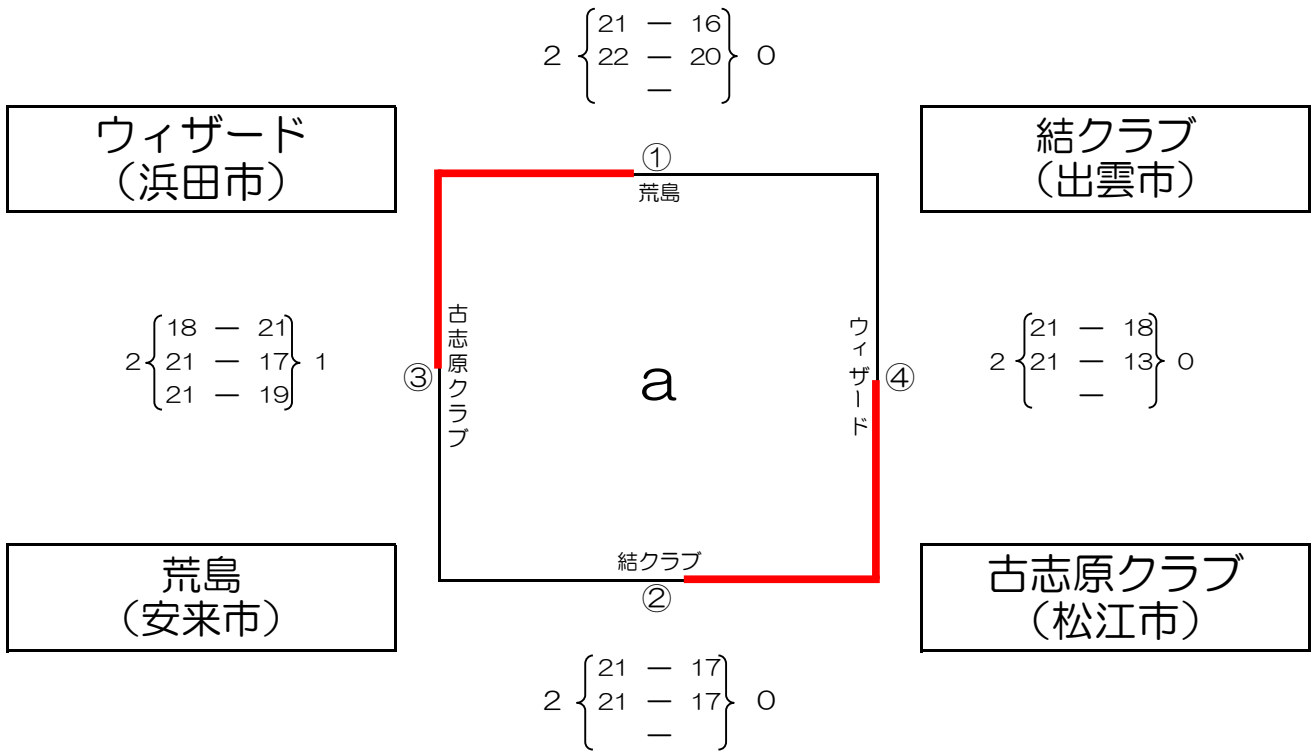 2 { 21 ― 16 } 0
22 ― 20
―
ウィザード
（浜田市）
結クラブ
（出雲市）
①
荒島
2 { 18 ― 21 } 1
21 ― 17
21 ― 19
③
古志原クラブ
a
ウィザード
④
2 { 21 ― 18 } 0
21 ― 13
―
荒島
（安来市）
結クラブ
②
古志原クラブ
（松江市）
2 { 21 ― 17 } 0
21 ― 17
―